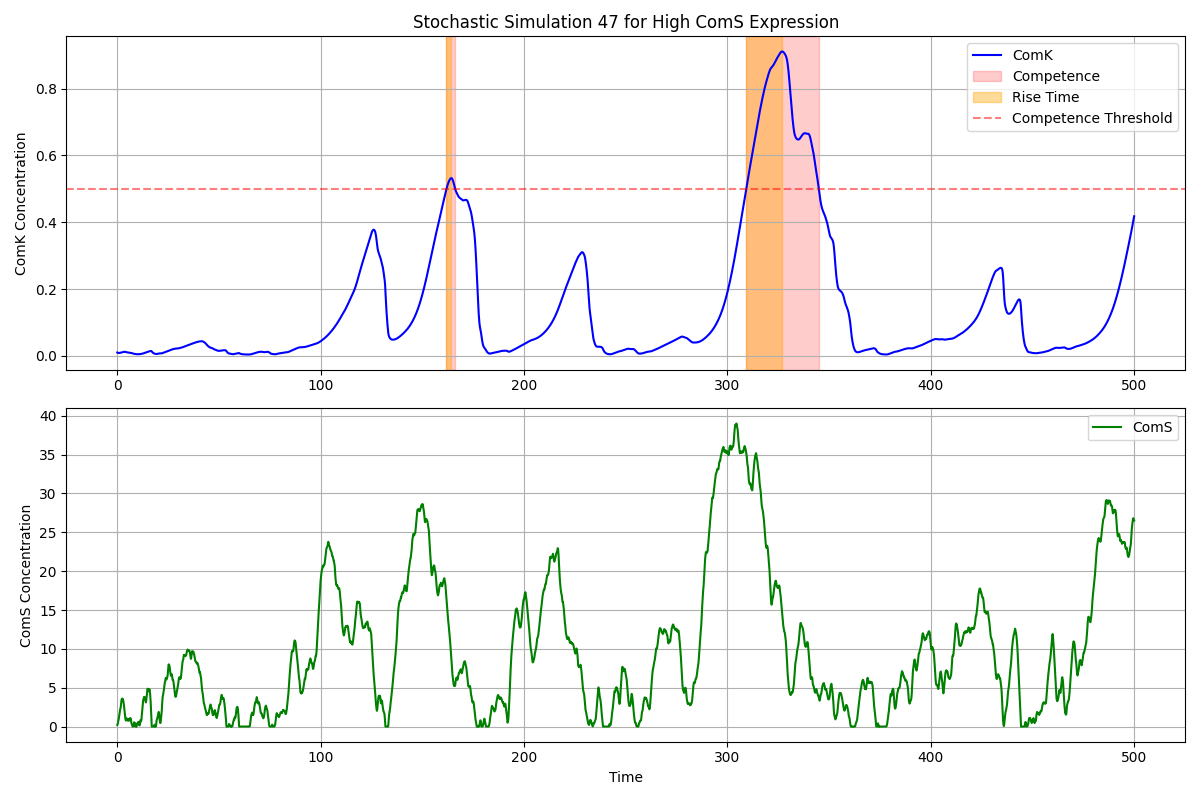 Stochastic Simulation 47 for High ComS Expression
ComK Concentration
0.8
0.6
0.4
0.2
0.0
ComK
Competence
Rise Time
Competence Threshold
0 100 200 300 400 500
ComS Concentration
40
35
30
25
20
15
10
5
0
ComS
0 100 200 300 400 500
Time